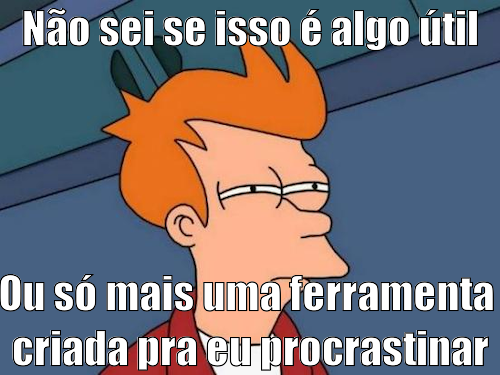 Não sei se isso é algo útil
Ou só mais uma ferramenta
criada pra eu procrastinar